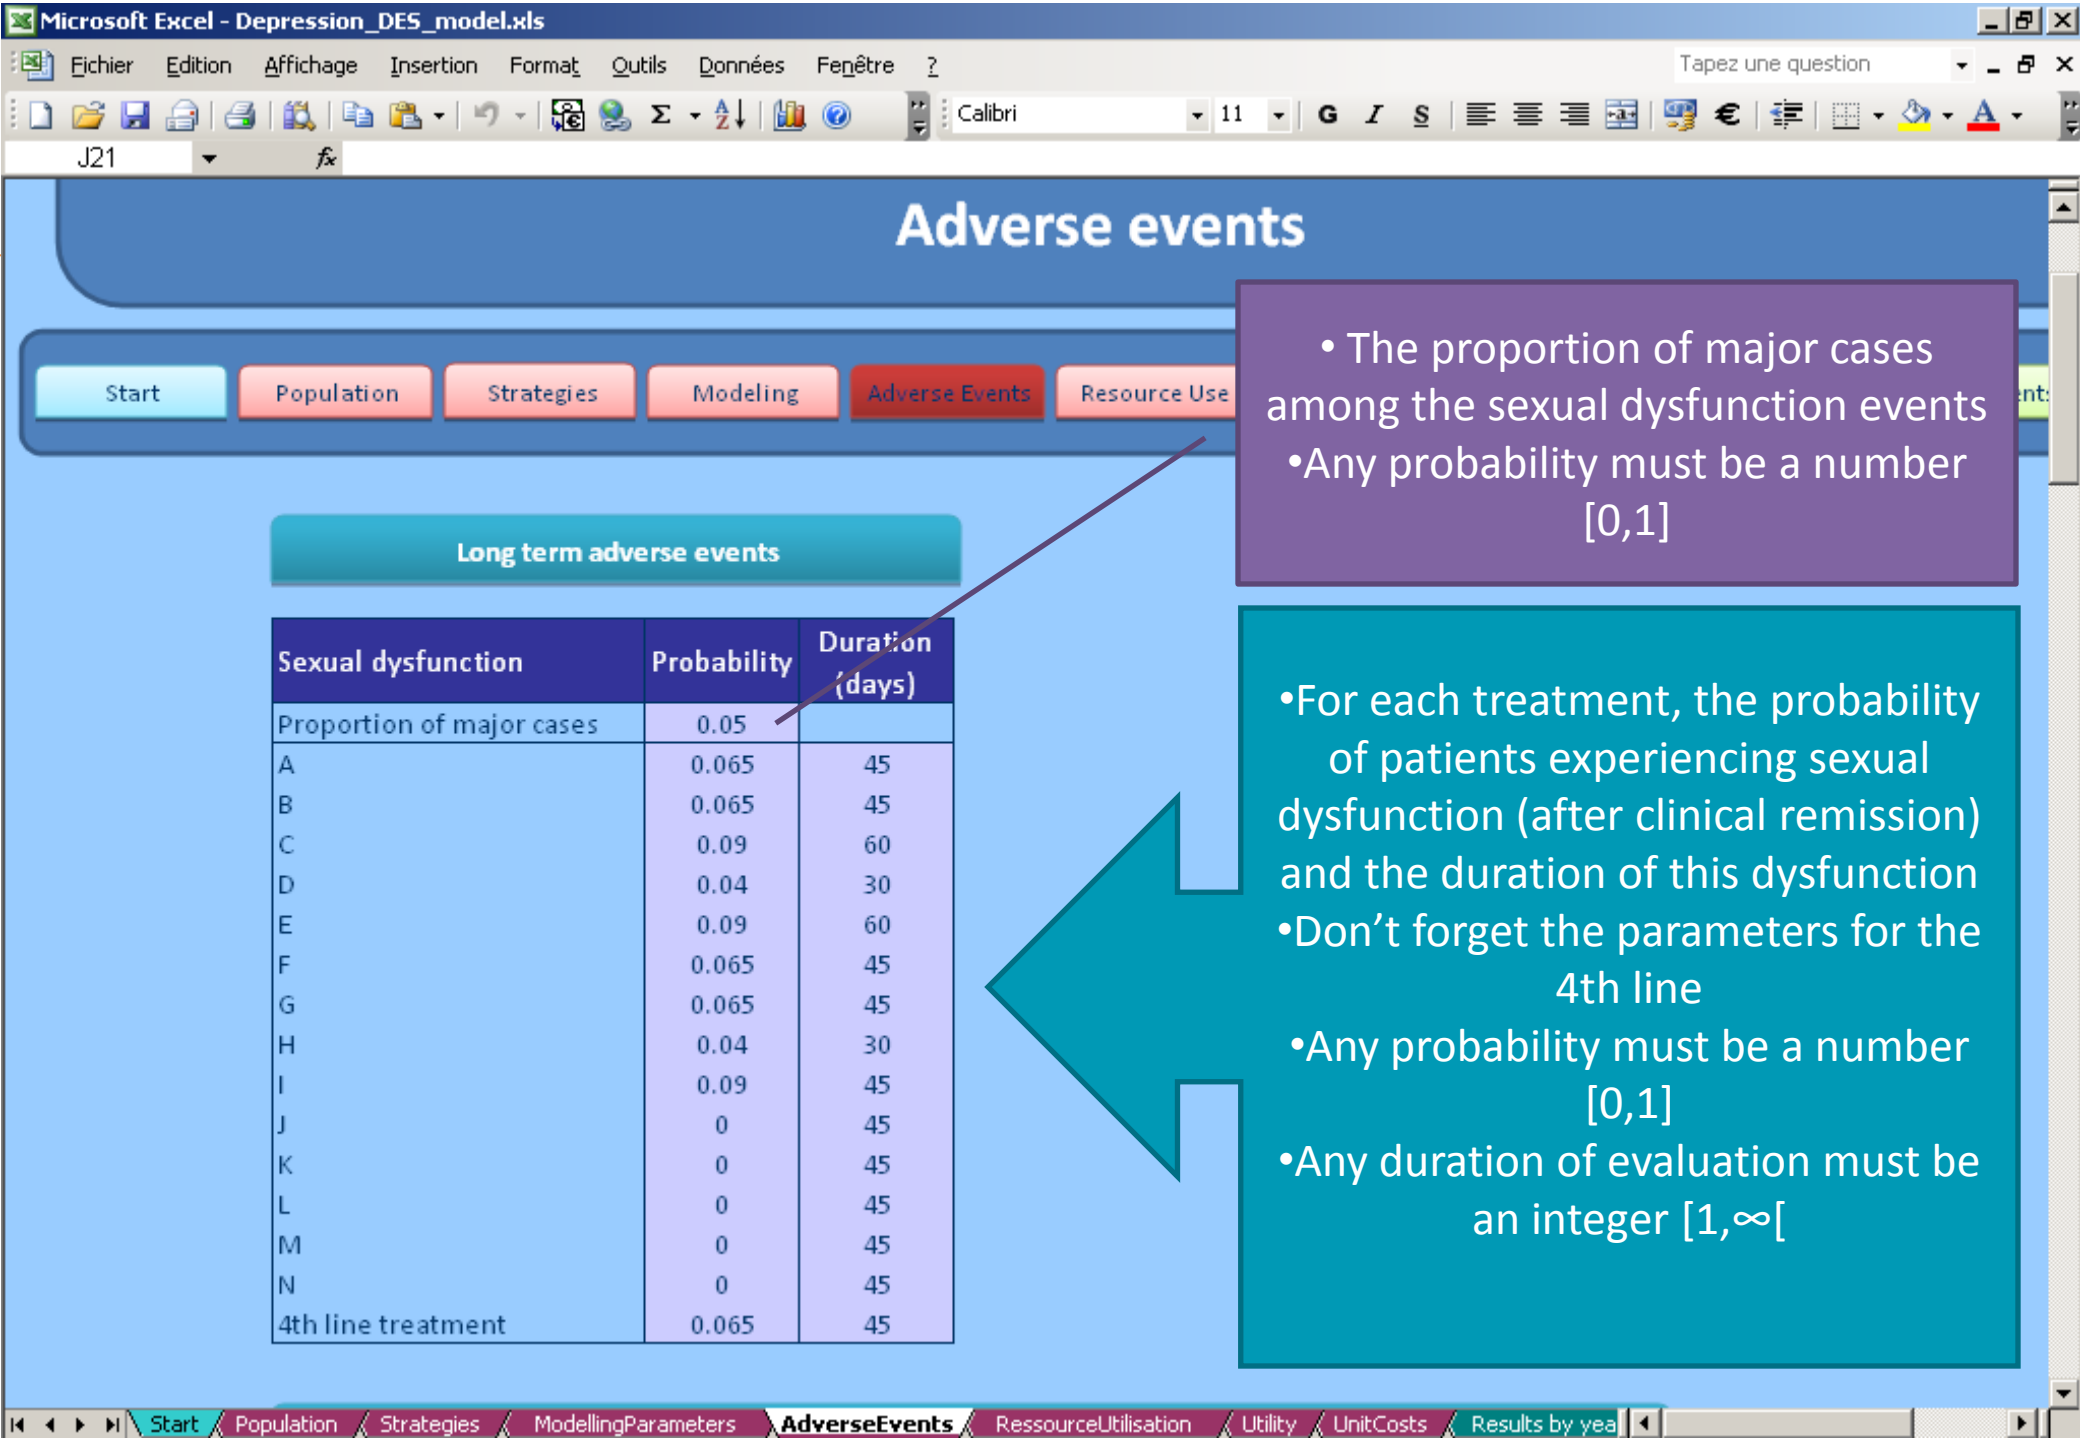 Microsoft Excel - Depression_DES_model.xls
Fichier Edition Affichage Insertion Format Outils Données Fenêtre ? Tapez une question
Calibri 11 G I S
J21 fx
Adverse events
Start Population Strategies Modeling Adverse Events Resource Use
• The proportion of major cases
among the sexual dysfunction events
•Any probability must be a number
[0,1]
Long term adverse events
Sexual dysfunction Probability Duration
(days)
Proportion of major cases 0.05
A 0.065 45
B 0.065 45
C 0.09 60
D 0.04 30
E 0.09 60
F 0.065 45
G 0.065 45
H 0.04 30
I 0.09 45
J 0 45
K 0 45
L 0 45
M 0 45
N 0 45
4th line treatment 0.065 45
•For each treatment, the probability
of patients experiencing sexual
dysfunction (after clinical remission)
and the duration of this dysfunction
•Don’t forget the parameters for the
4th line
•Any probability must be a number
[0,1]
•Any duration of evaluation must be
an integer [1,∞[
Start Population Strategies ModellingParameters AdverseEvents RessourceUtilisation Utility UnitCosts Results by yea